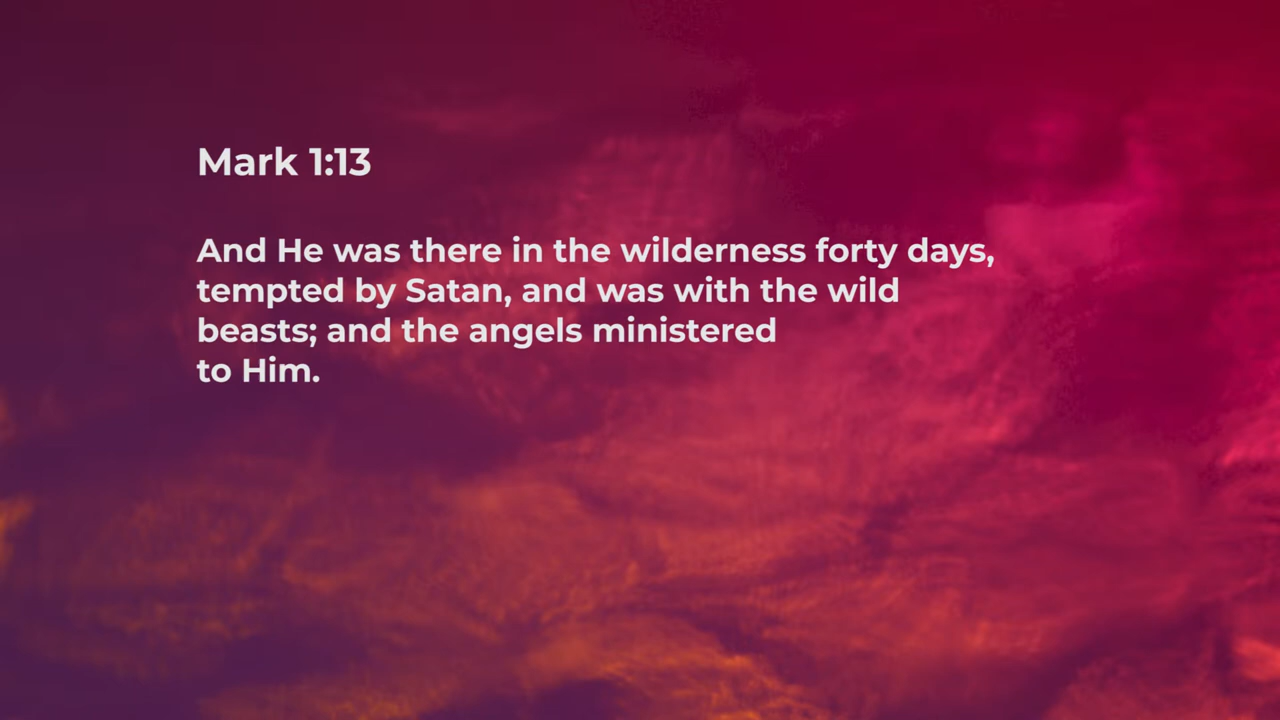 Mark 1:13
And He was there in the wilderness forty days,
tempted by Satan, and was with the wild
beasts; and the angels ministered
to Him.